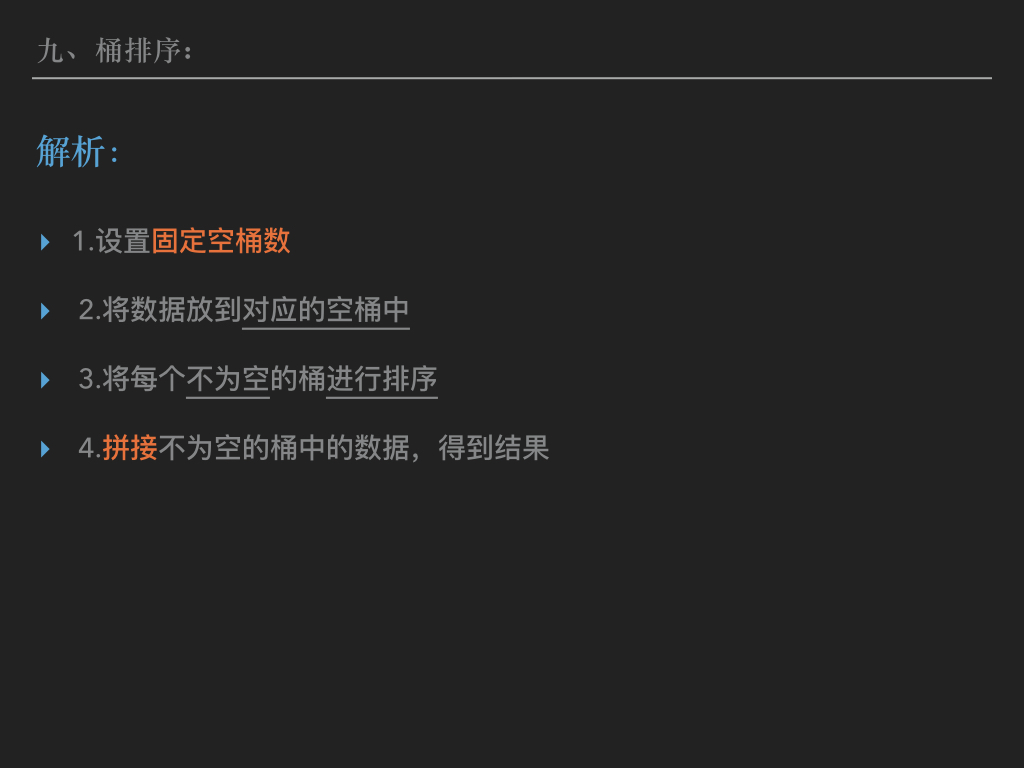 九、桶排序：
解析：
1.设置固定空桶数
2.将数据放到对应的空桶中
3.将每个不为空的桶进行排序
4.拼接不为空的桶中的数据，得到结果